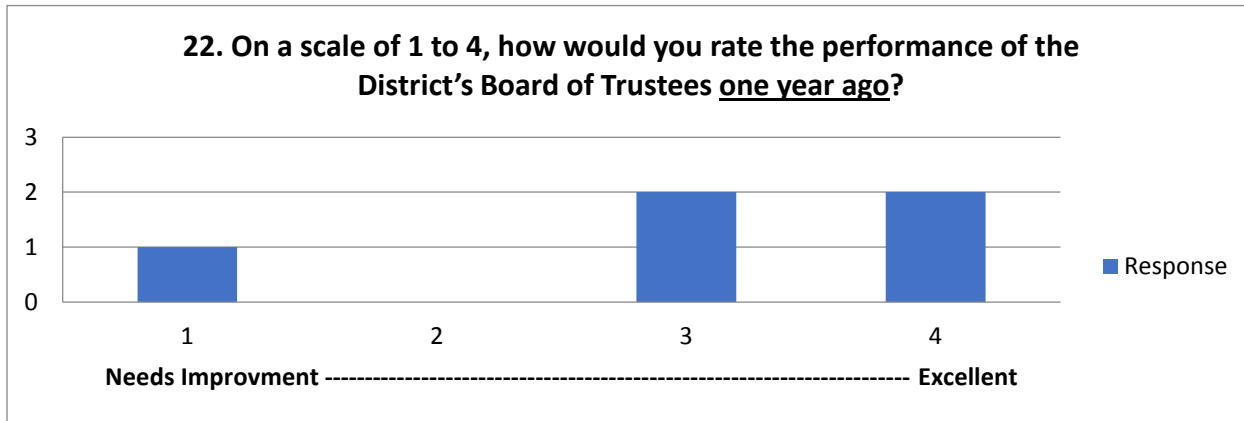 22. On a scale of 1 to 4, how would you rate the performance of the
District’s Board of Trustees one year ago?
3
2
1
0
1 2 3 4
Response
Needs Improvment ------------------------------------------------------------------------- Excellent